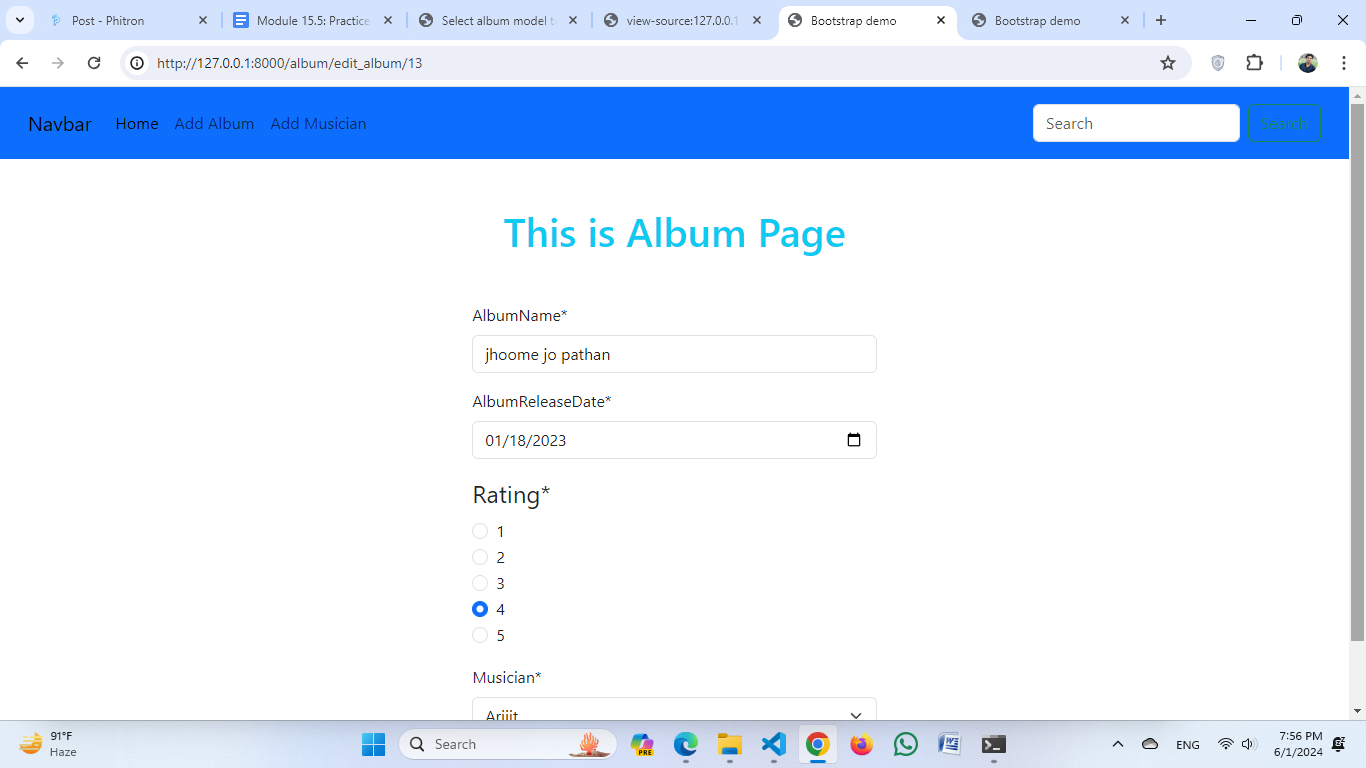 Post - Phitron
Module 15.5: Practice
Select album model t
view-source:127.0.0.1
Bootstrap demo
Bootstrap demo
http://127.0.0.1:8000/album/edit_album/13
Navbar Home Add Album Add Musician Search Search
This is Album Page
AlbumName*
jhoome jo pathan
AlbumReleaseDate*
01/18/2023
Rating*
1
2
3
4
5
Musician*
Arijit
91°F
Haze
Search
PRE
ENG
7:56 PM
6/1/2024